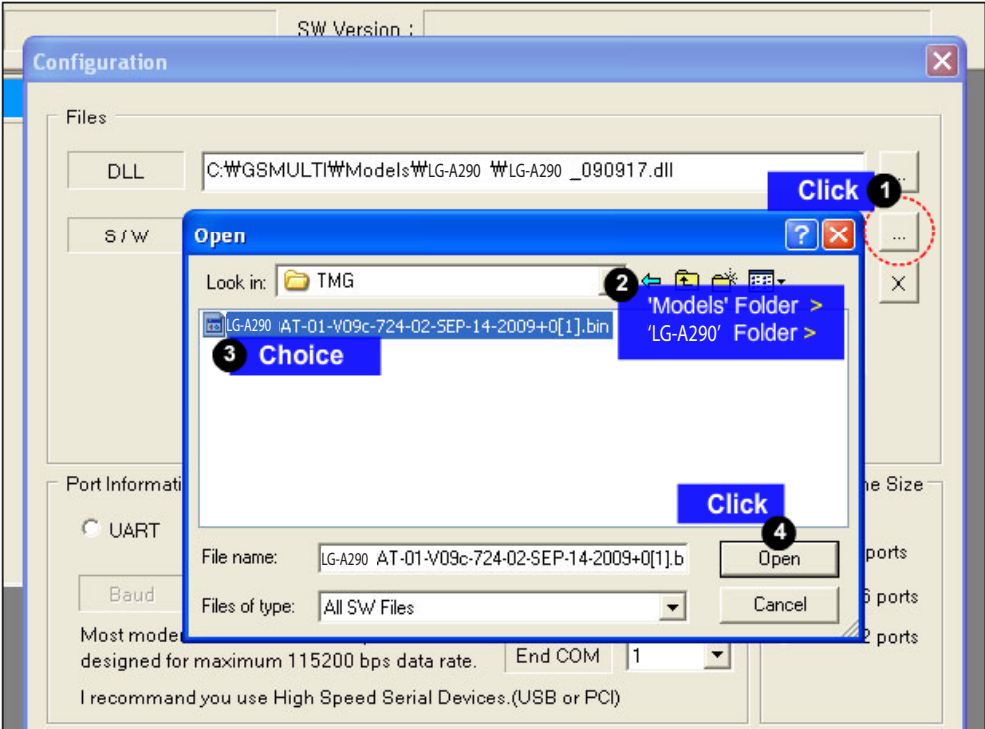 SW Version :
Configuration
Files
DLL
C:₩GSMULTI₩Models₩LG-A290 ₩LG-A290 _090917.dll
...
Click 1
S/W
...
Open
Look in: TMG
2
'Models' Folder >
‘LG-A290’ Folder >
X
LG-A290 AT-01-V09c-724-02-SEP-14-2009+0[1].bin
3 Choice
Port Informati
ne Size
UART
Click
4
File name: LG-A290 AT-01-V09c-724-02-SEP-14-2009+0[1].b
Open
ports
Baud
Files of type: All SW Files
Cancel
6 ports
Most moder
2 ports
designed for maximum 115200 bps data rate.
End COM 1
I recommand you use High Speed Serial Devices.(USB or PCI)